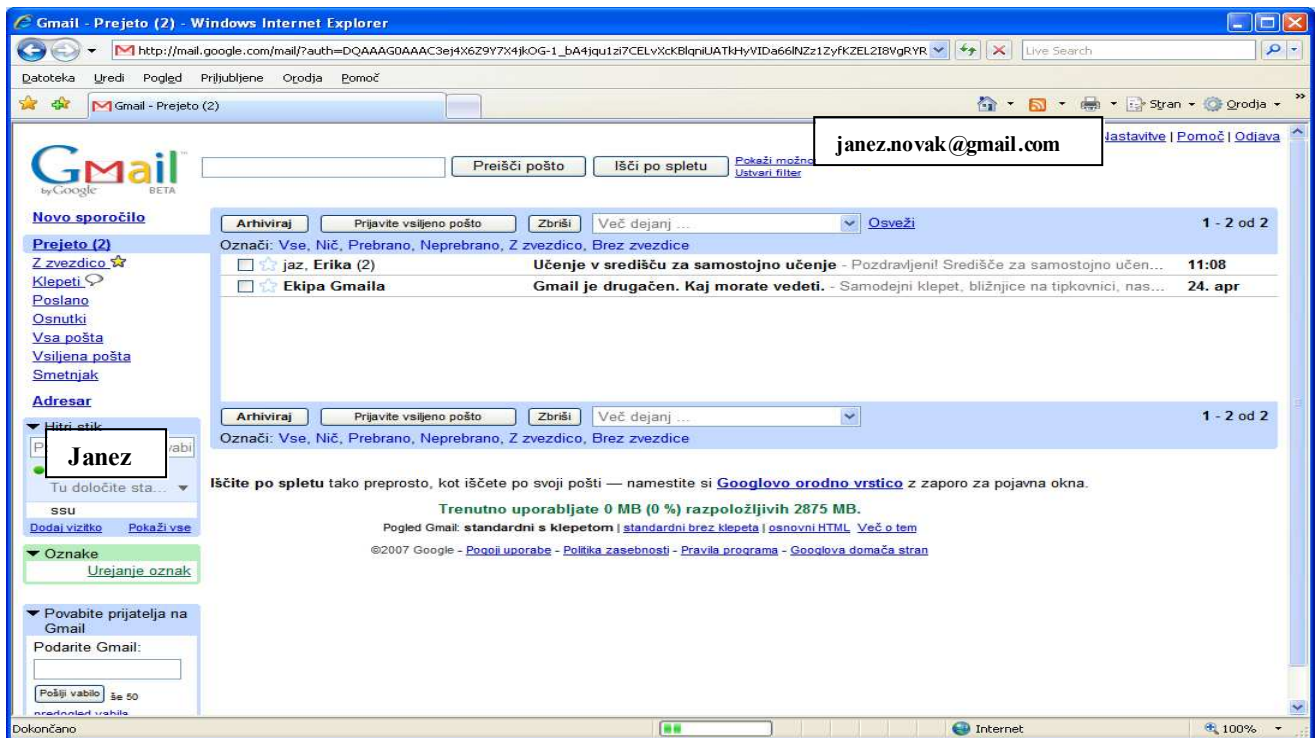 Gmail - Prejeto (2) - Windows Internet Explorer
Live Search
Datoteka Uredi Pogled Priljubljene Orodja Pomoč
Gmail - Prejeto (2)
Stran Orodja
janez.novak@gmail.com
Nastavitve | Pomoč | Odjava
Gmail
by Google BETA
Preišči pošto Išči po spletu
Pokaži možno
Ustvari filter
Novo sporočilo
Prejeto (2)
Z zvezdico
Klepeti
Poslano
Osnutki
Vsa pošta
Vsiljena pošta
Smetnjak
Adresar
Arhiviraj Prijavite vsiljeno pošto Zbriši Več dejanj ... Osveži 1 - 2 od 2
Označi: Vse, Nič, Prebrano, Neprebrano, Z zvezdico, Brez zvezdice
jaz, Erika (2) Učenje v središču za samostojno učenje - Pozdravljeni! Središče za samostojno učen... 11:08
Ekipa Gmaila Gmail je drugačen. Kaj morate vedeti. - Samodejni klepet, bližnjice na tipkovnici, nas... 24. apr
Arhiviraj Prijavite vsiljeno pošto Zbriši Več dejanj ... 1 - 2 od 2
Označi: Vse, Nič, Prebrano, Neprebrano, Z zvezdico, Brez zvezdice
Hitri stik
Janez
Tu določite sta...
ssu
Dodaj vizitko Pokaži vse
Oznake
Urejanje oznak
Povabite prijatelja na
Gmail
Podarite Gmail:
Pošlji vabilo še 50
predogled vabila
Iščite po spletu tako preprosto, kot iščete po svoji pošti — namestite si Googlovo orodno vrstico z zaporo za pojavna okna.
Trenutno uporabljate 0 MB (0 %) razpoložljivih 2875 MB.
Pogled Gmail: standardni s klepetom | standardni brez klepeta | osnovni HTML Več o tem
©2007 Google - Pogoji uporabe - Politika zasebnosti - Pravila programa - Googlova domača stran
Dokončano Internet 100%